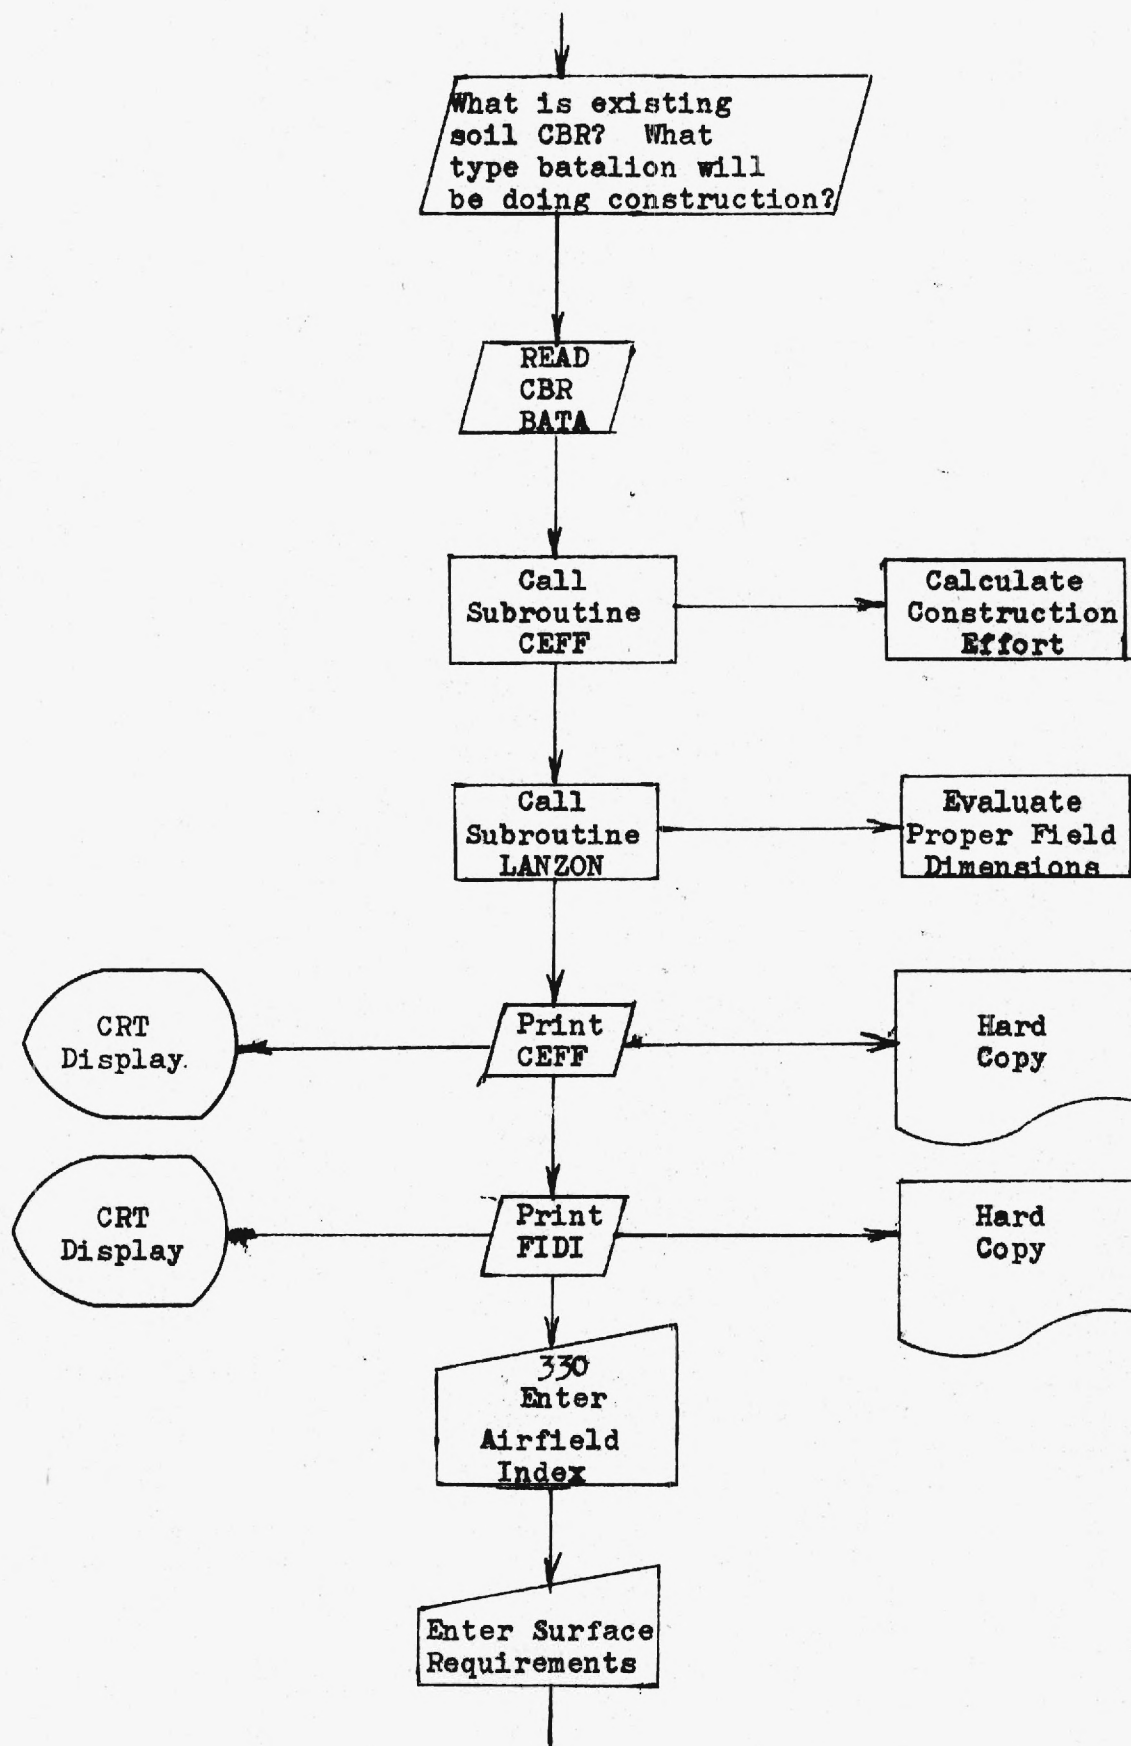 What is existing
soil CBR? What
type batalion will
be doing construction?
READ
CBR
BATA
Call
Subroutine
CEFF
Calculate
Construction
Effort
Call
Subroutine
LANZON
Evaluate
Proper Field
Dimensions
CRT
Display.
Print
CEFF
Hard
Copy
CRT
Display
Print
FIDI
Hard
Copy
330
Enter
Airfield
Index
Enter Surface
Requirements